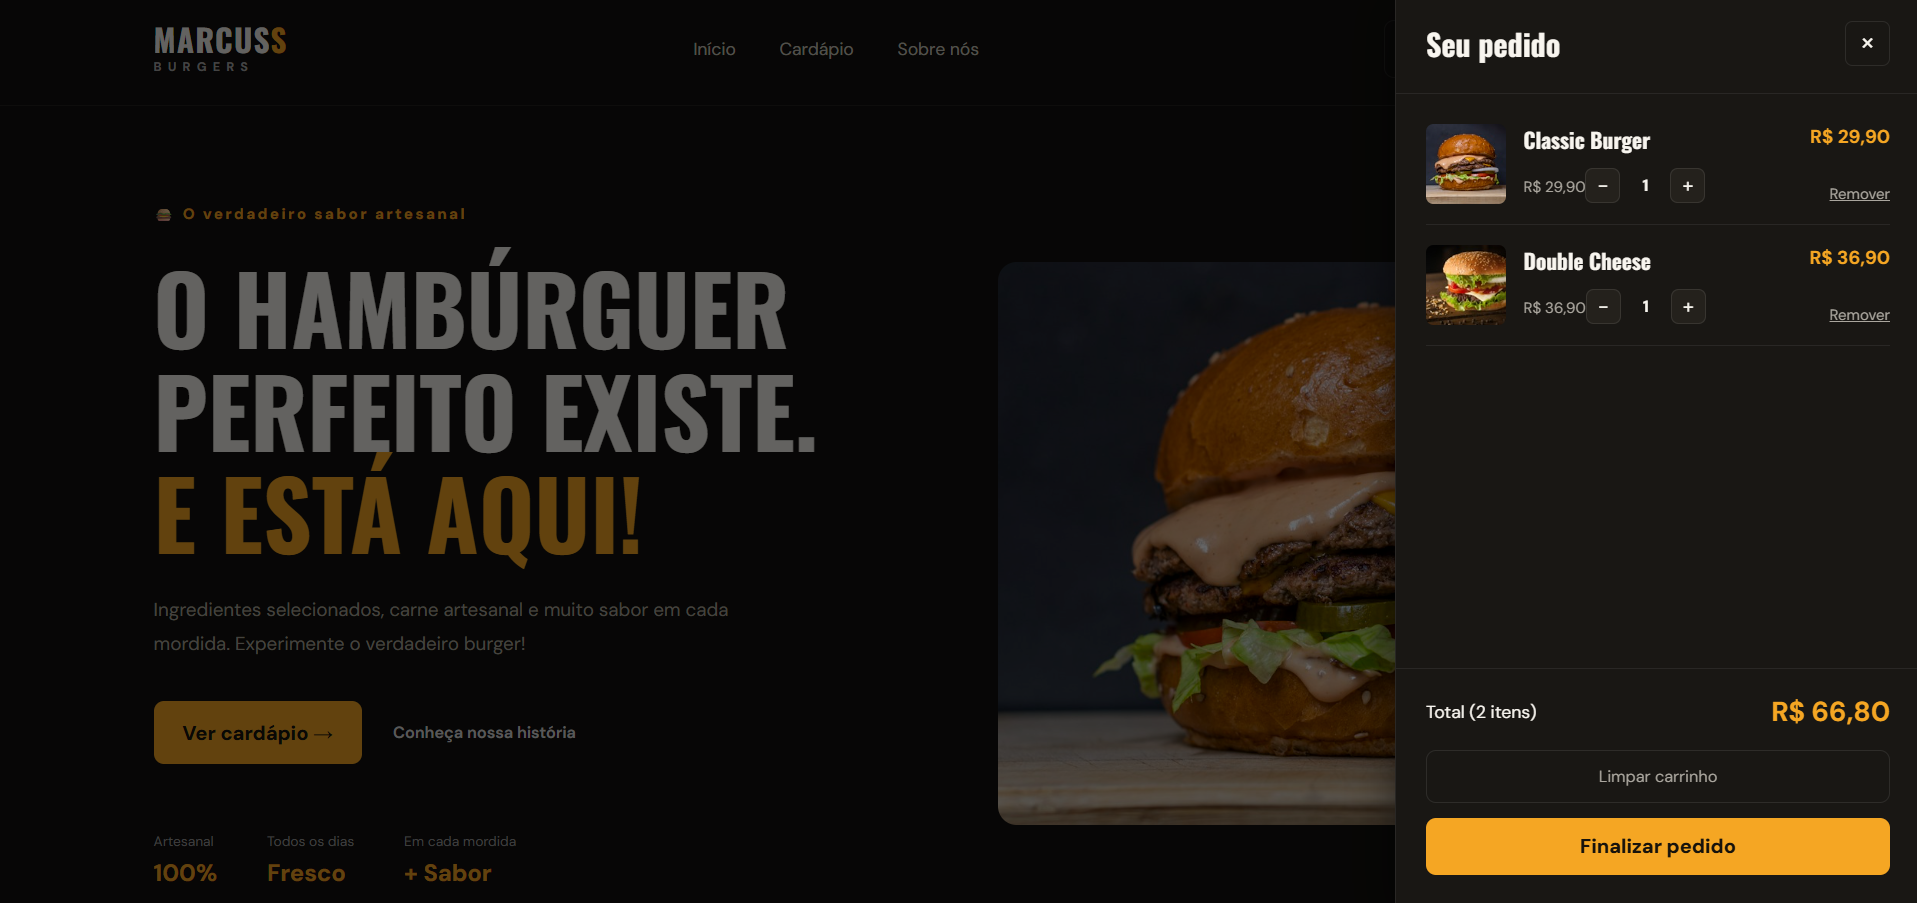 MARCUSS
BURGERS
Início
Cardápio
Sobre nós
O verdadeiro sabor artesanal
O HAMBÚRGUER
PERFEITO EXISTE.
E ESTÁ AQUI!
Ingredientes selecionados, carne artesanal e muito sabor em cada
mordida. Experimente o verdadeiro burger!
Ver cardápio →
Conheça nossa história
Artesanal
100%
Todos os dias
Fresco
Em cada mordida
+ Sabor
Seu pedido
×
Classic Burger
R$ 29,90
R$ 29,90 − 1 +
Remover
Double Cheese
R$ 36,90
R$ 36,90 − 1 +
Remover
Total (2 itens)
R$ 66,80
Limpar carrinho
Finalizar pedido